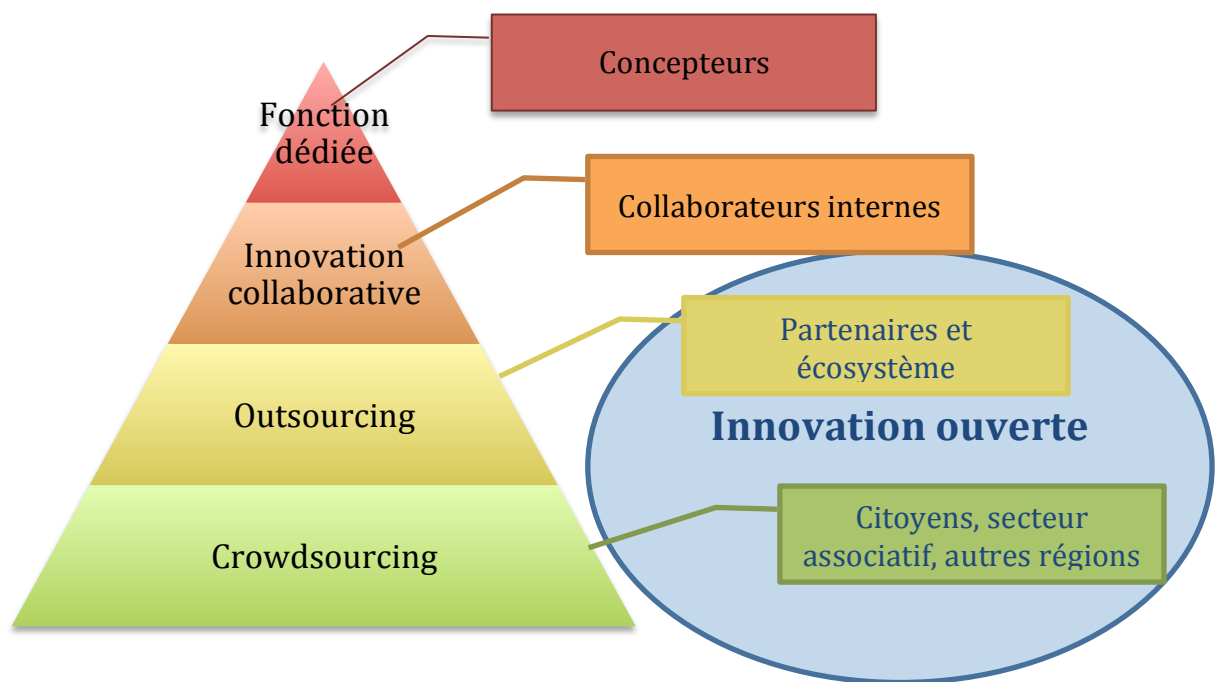 Concepteurs
Fonction
dédiée
Collaborateurs internes
Innovation
collaborative
Partenaires et
écosystème
Outsourcing
Innovation ouverte
Crowdsourcing
Citoyens, secteur
associatif, autres régions